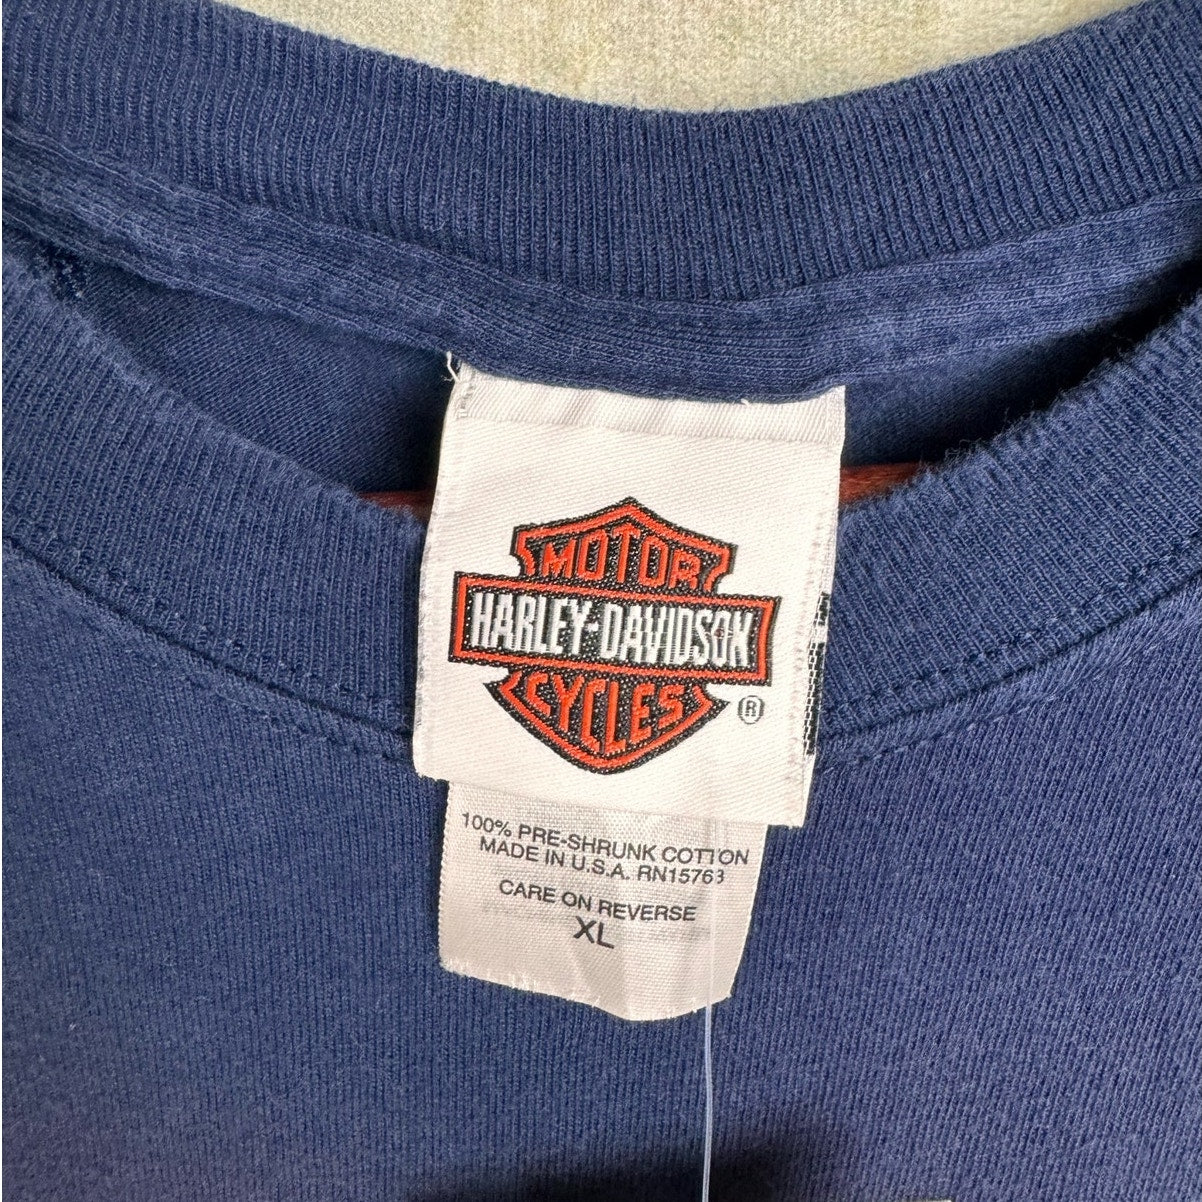 MOTOR
HARLEY-DAVIDSON
CYCLES
®
100% PRE-SHRUNK COTTON
MADE IN U.S.A. RN15763
CARE ON REVERSE
XL